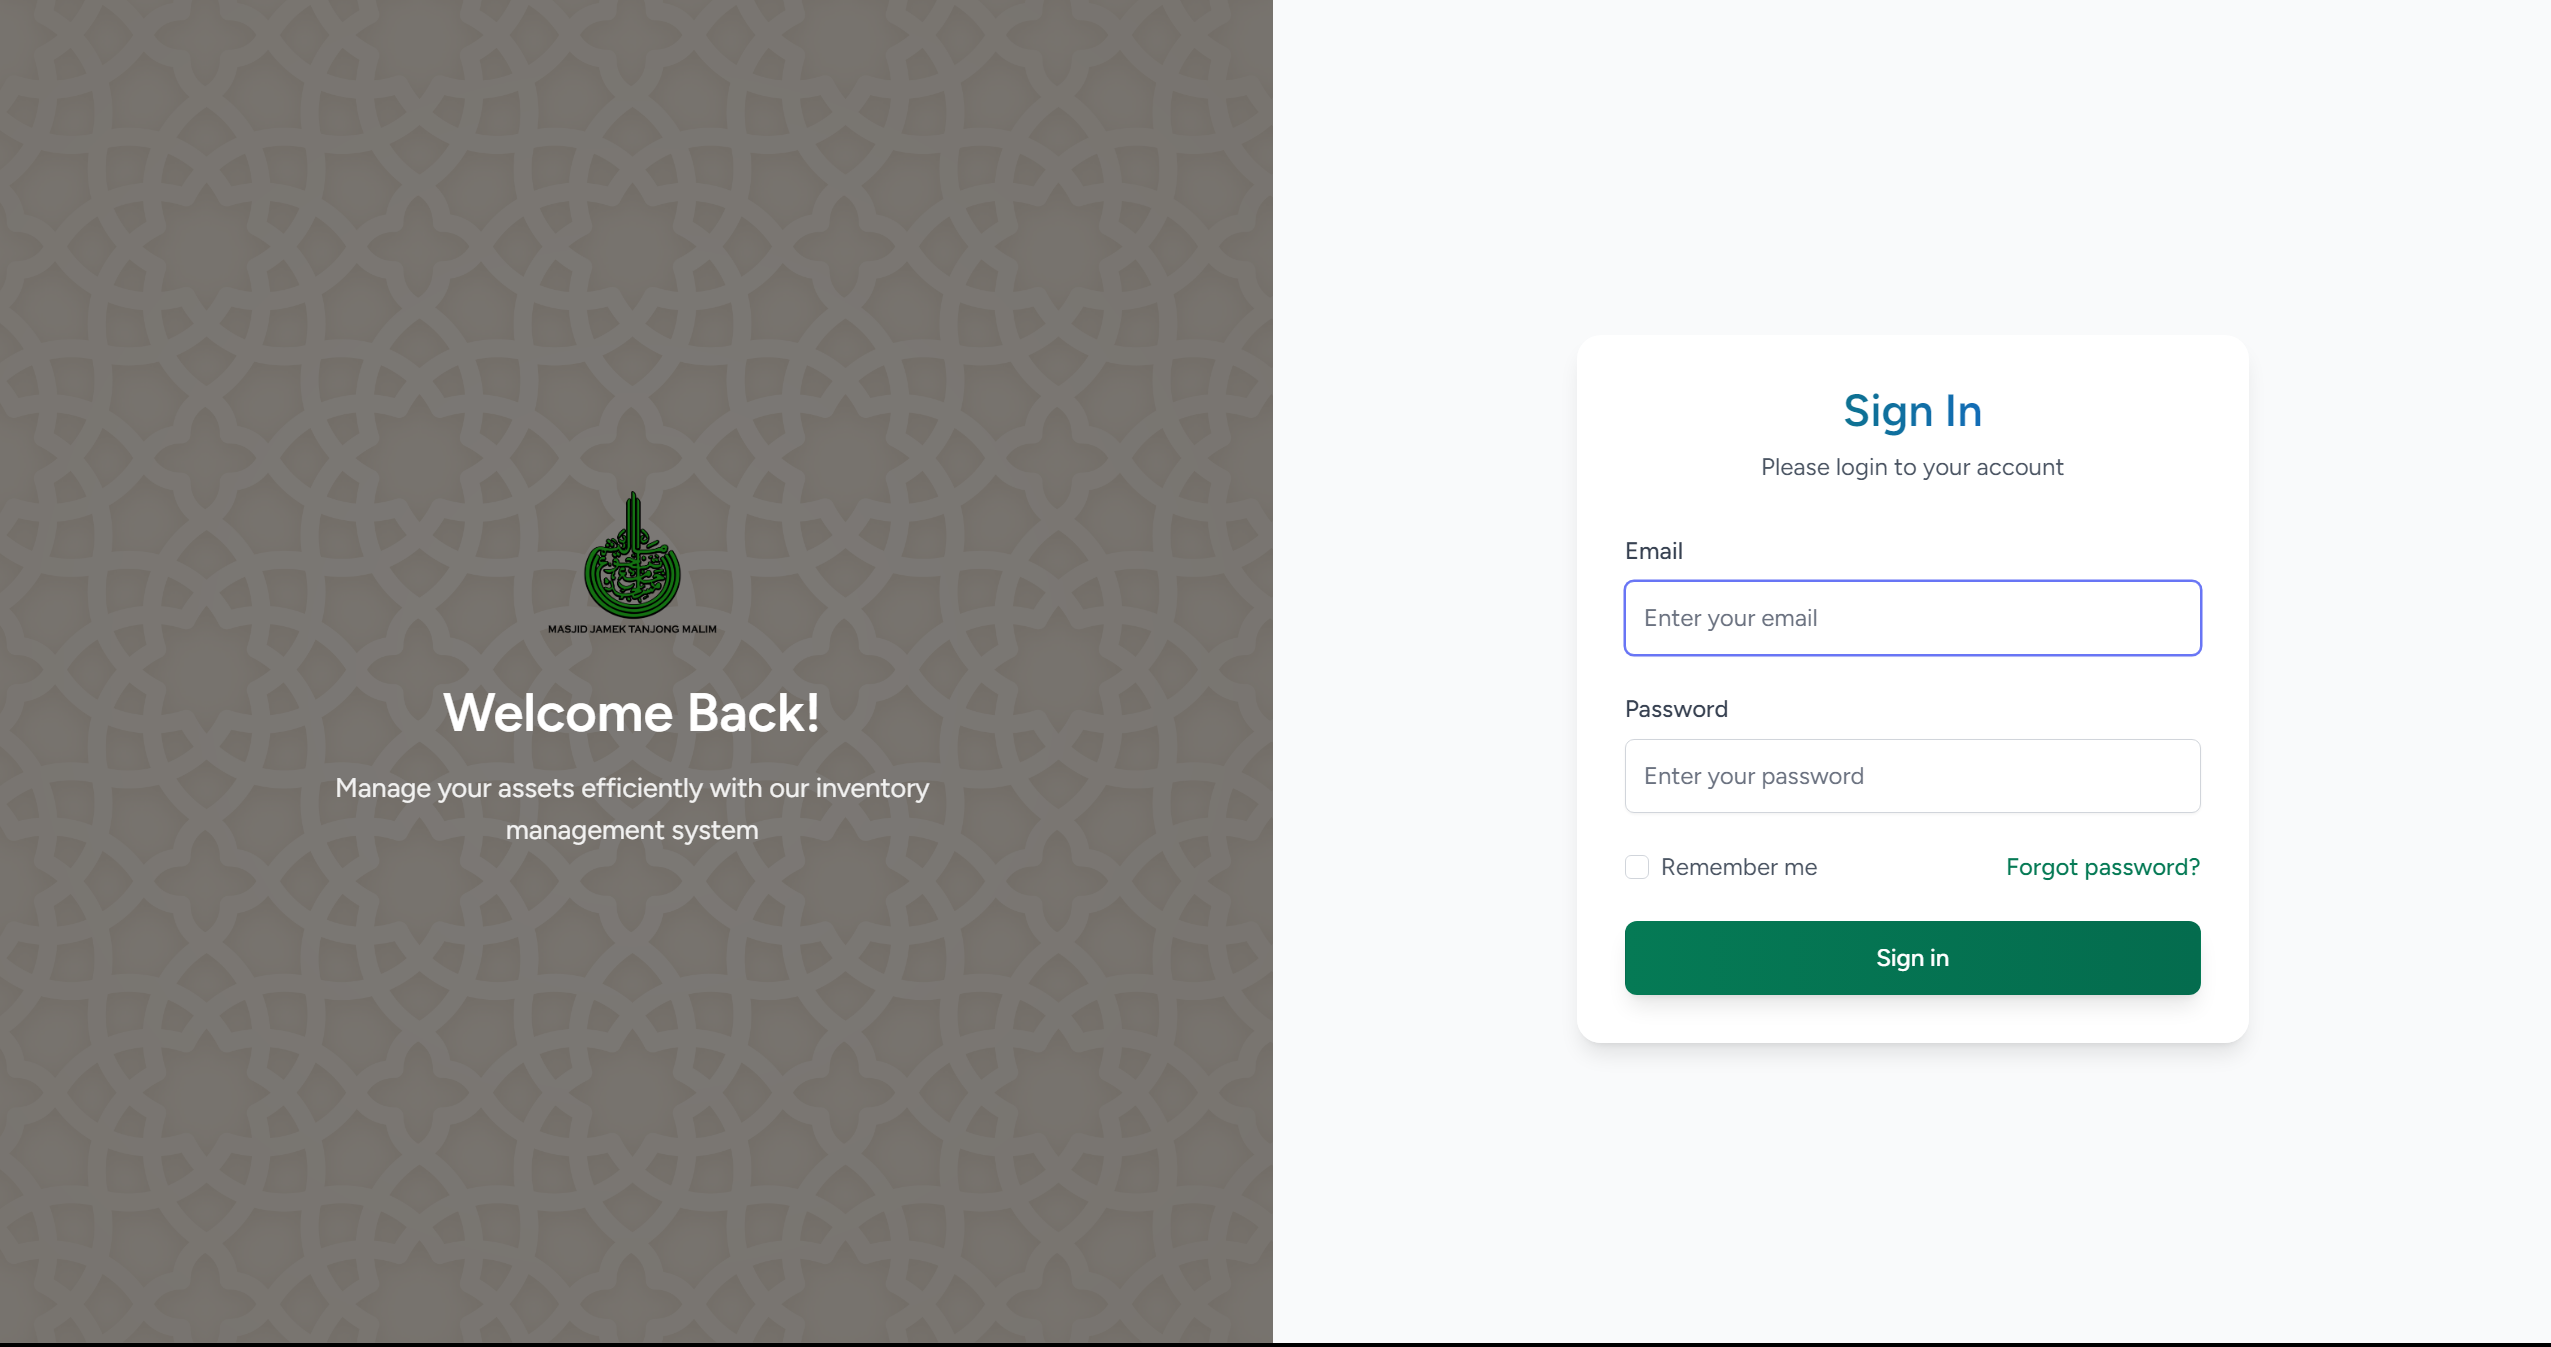 MASJID JAMEK TANJONG MALIM
Welcome Back!
Manage your assets efficiently with our inventory
management system
Sign In
Please login to your account
Email
Enter your email
Password
Enter your password
Remember me
Forgot password?
Sign in